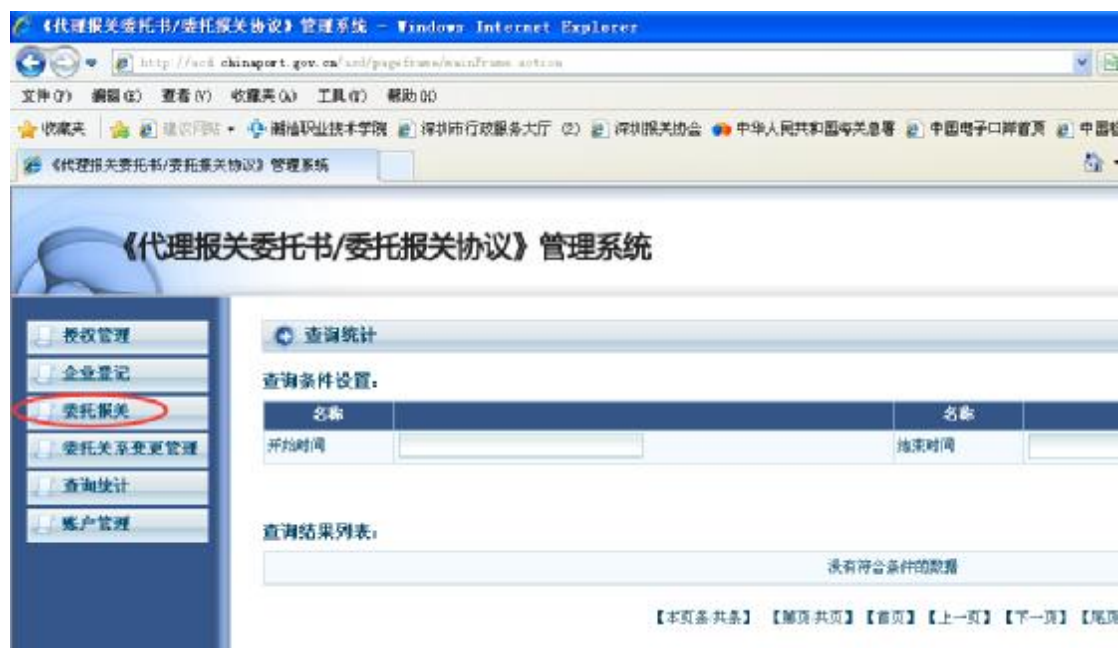 《代理报关委托书/委托报关协议》管理系统 - Windows Internet Explorer
http://acd.chinaport.gov.cn/acd/pageframe/mainFrame.action
文件(F) 编辑(E) 查看(V) 收藏夹(A) 工具(T) 帮助(H)
收藏夹 建议网站 深圳市行政服务大厅 (2) 深圳报关协会 中华人民共和国海关总署 中国电子口岸首页
《代理报关委托书/委托报关协议》管理系统
《代理报关委托书/委托报关协议》管理系统
授权管理
企业登记
委托报关
委托关系变更管理
查询统计
账户管理
查询统计
查询条件设置:
名称 名称
开始时间 结束时间
查询结果列表:
没有符合条件的数据
【本页条 共条】 【第页 共页】 【首页】 【上一页】 【下一页】 【尾页